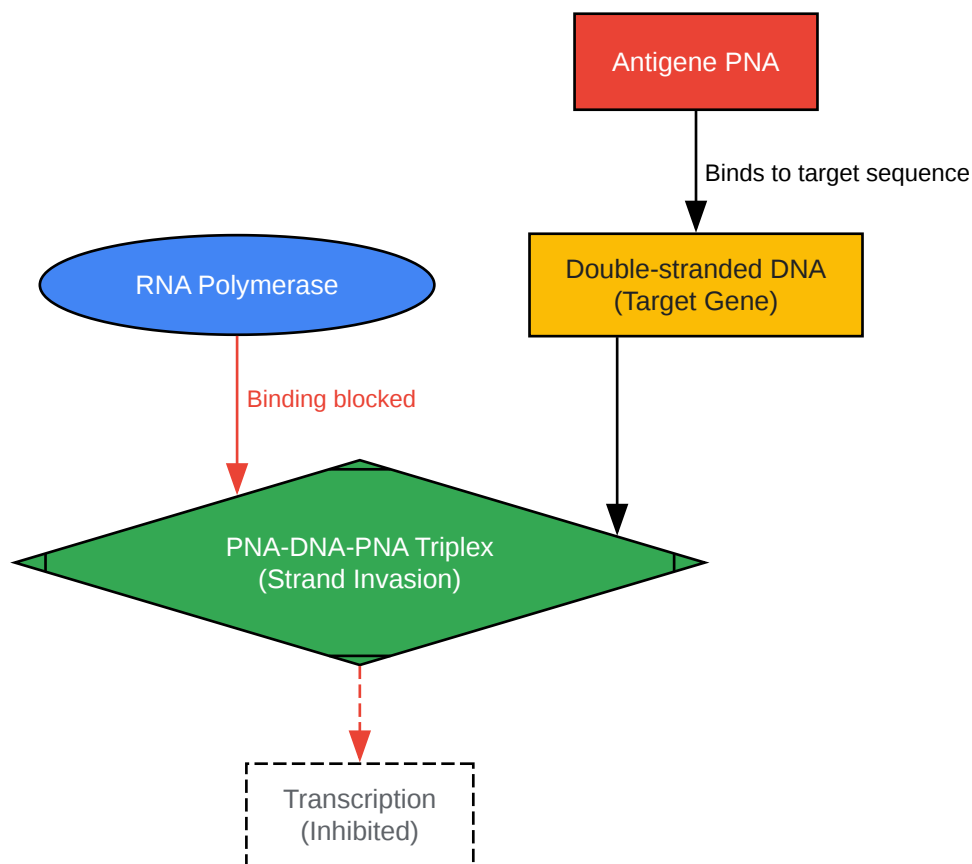 Antigene PNA
Binds to target sequence
Double-stranded DNA
(Target Gene)
RNA Polymerase
Binding blocked
PNA-DNA-PNA Triplex
(Strand Invasion)
Transcription
(Inhibited)